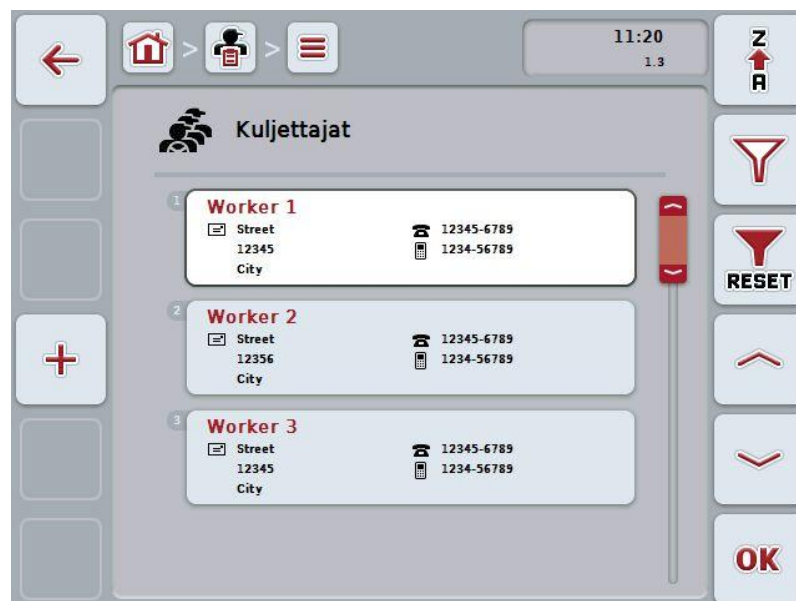 11:20
1.3
Z
A
Kuljettajat
1
Worker 1
Street 12345-6789
12345 1234-56789
City
RESET
2
Worker 2
Street 12345-6789
12356 1234-56789
City
3
Worker 3
Street 12345-6789
12345 1234-56789
City
OK